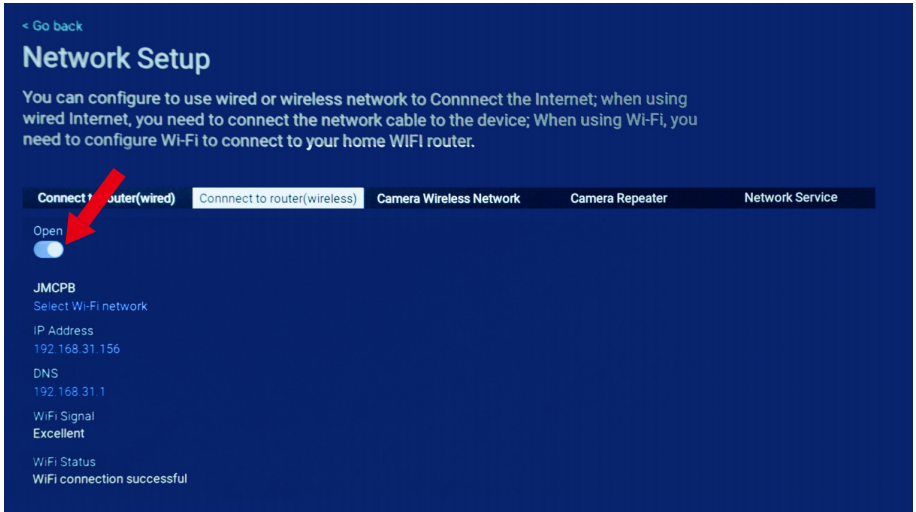 < Go back
Network Setup
You can configure to use wired or wireless network to Connnect the Internet; when using
wired Internet, you need to connect the network cable to the device; When using Wi-Fi, you
need to configure Wi-Fi to connect to your home WIFI router.
Connect router(wired) Connnect to router(wireless) Camera Wireless Network Camera Repeater Network Service
Open
JMCPB
Select Wi-Fi network
IP Address
192.168.31.156
DNS
192.168.31.1
WiFi Signal
Excellent
WiFi Status
WiFi connection successful